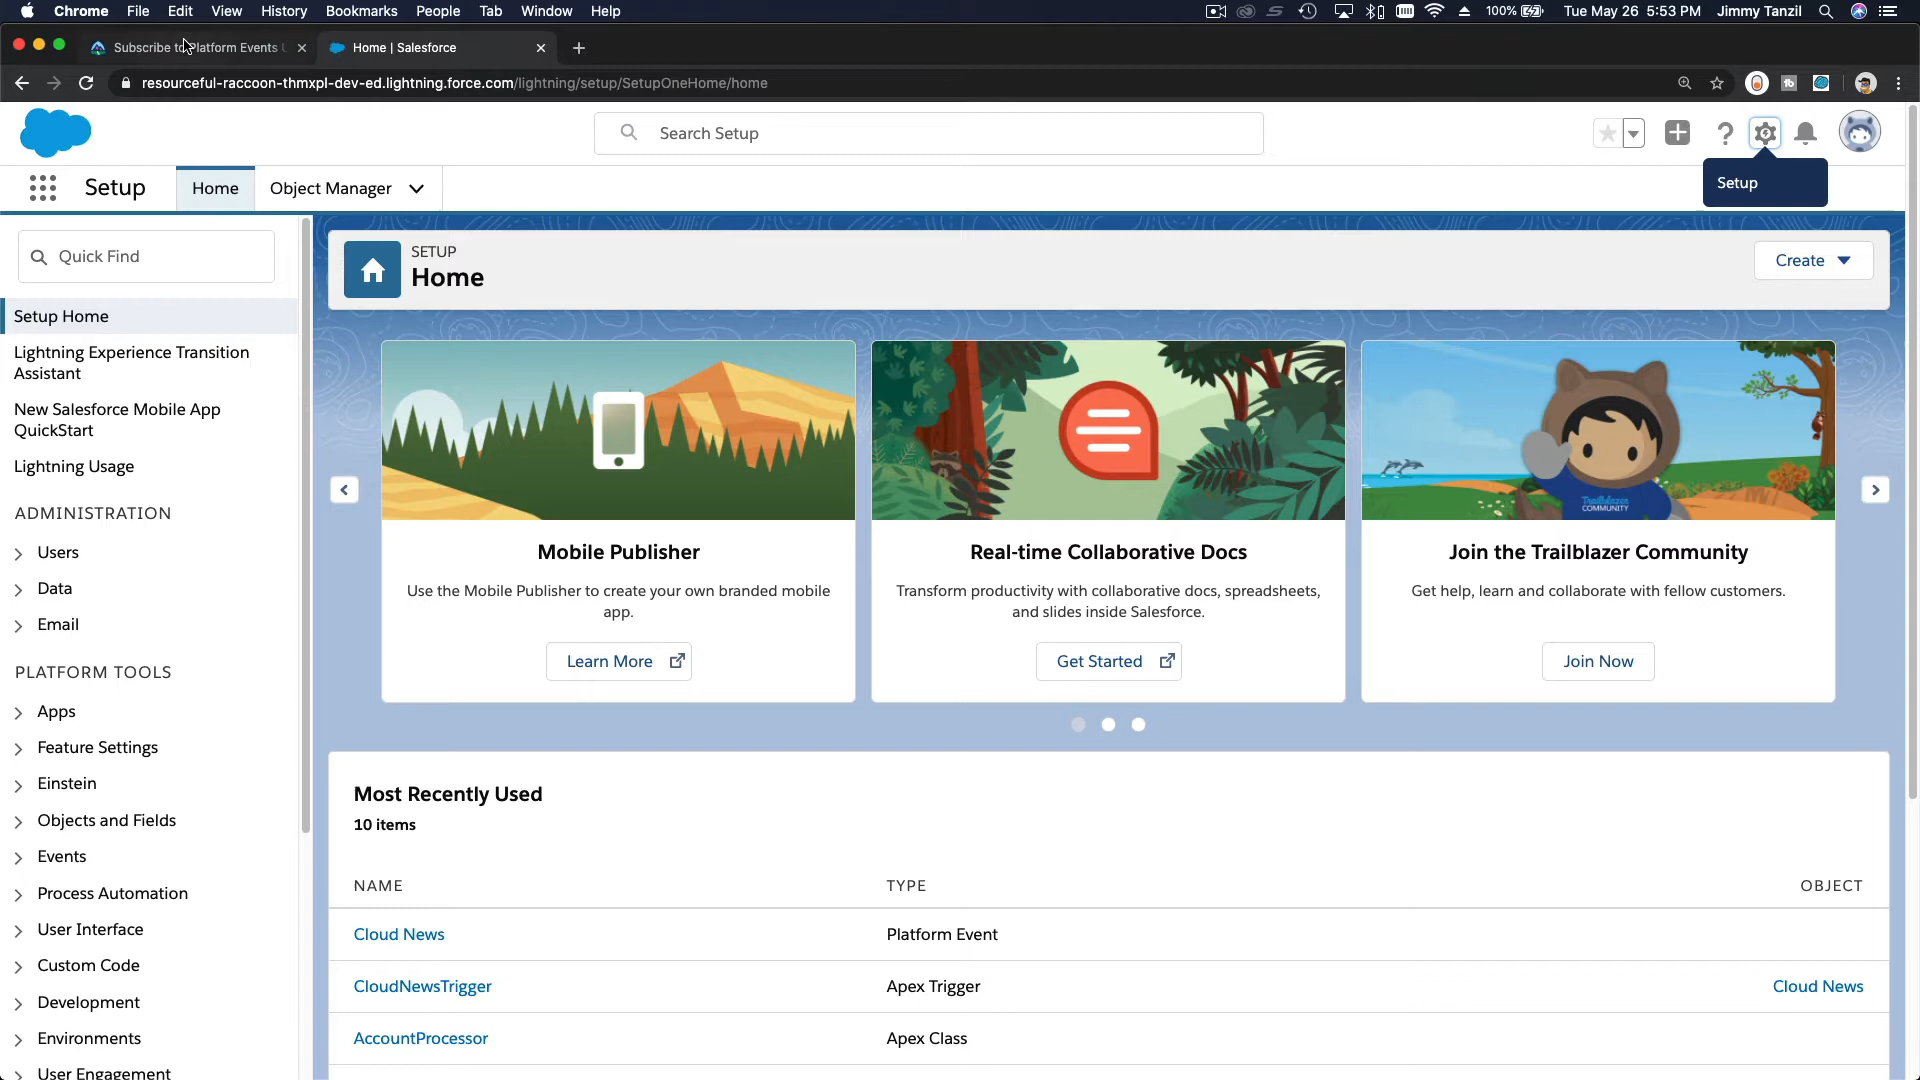 Chrome File Edit View History Bookmarks People Tab Window Help 100% Tue May 26 5:53 PM Jimmy Tanzil
Subscribe to Platform Events U
Home | Salesforce
resourceful-raccoon-thmxpl-dev-ed.lightning.force.com/lightning/setup/SetupOneHome/home
Search Setup
Setup
Home
Object Manager
Setup
Quick Find
SETUP
Home
Create
Setup Home
Lightning Experience Transition
Assistant
New Salesforce Mobile App
QuickStart
Lightning Usage
ADMINISTRATION
Users
Data
Email
PLATFORM TOOLS
Apps
Feature Settings
Einstein
Objects and Fields
Events
Process Automation
User Interface
Custom Code
Development
Environments
User Engagement
Mobile Publisher
Use the Mobile Publisher to create your own branded mobile
app.
Learn More
Real-time Collaborative Docs
Transform productivity with collaborative docs, spreadsheets,
and slides inside Salesforce.
Get Started
Trailblazer
COMMUNITY
Join the Trailblazer Community
Get help, learn and collaborate with fellow customers.
Join Now
Most Recently Used
10 items
NAME TYPE OBJECT
Cloud News Platform Event
CloudNewsTrigger Apex Trigger Cloud News
AccountProcessor Apex Class